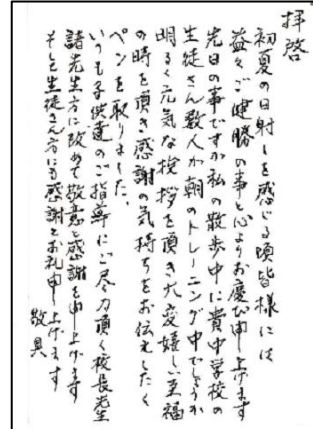 拝啓
初夏の日射しを感じる頃皆様には
益々ご健勝の事と心よりお慶び申し上げます
先日の事ですが私の散歩中に貴中学校の
生徒さん数人が朝のトレーニング中でしょうか
明るく元気な挨拶を頂き大変嬉しい至福
の時を頂き感謝の気持ちをお伝えしたく
ペンを取りました。
いつも子供達のご指導にご尽力頂く校長先生
諸先生方に改めて敬意と感謝を申し上げます
そして生徒さん方にも感謝とお礼申し上げます
敬具